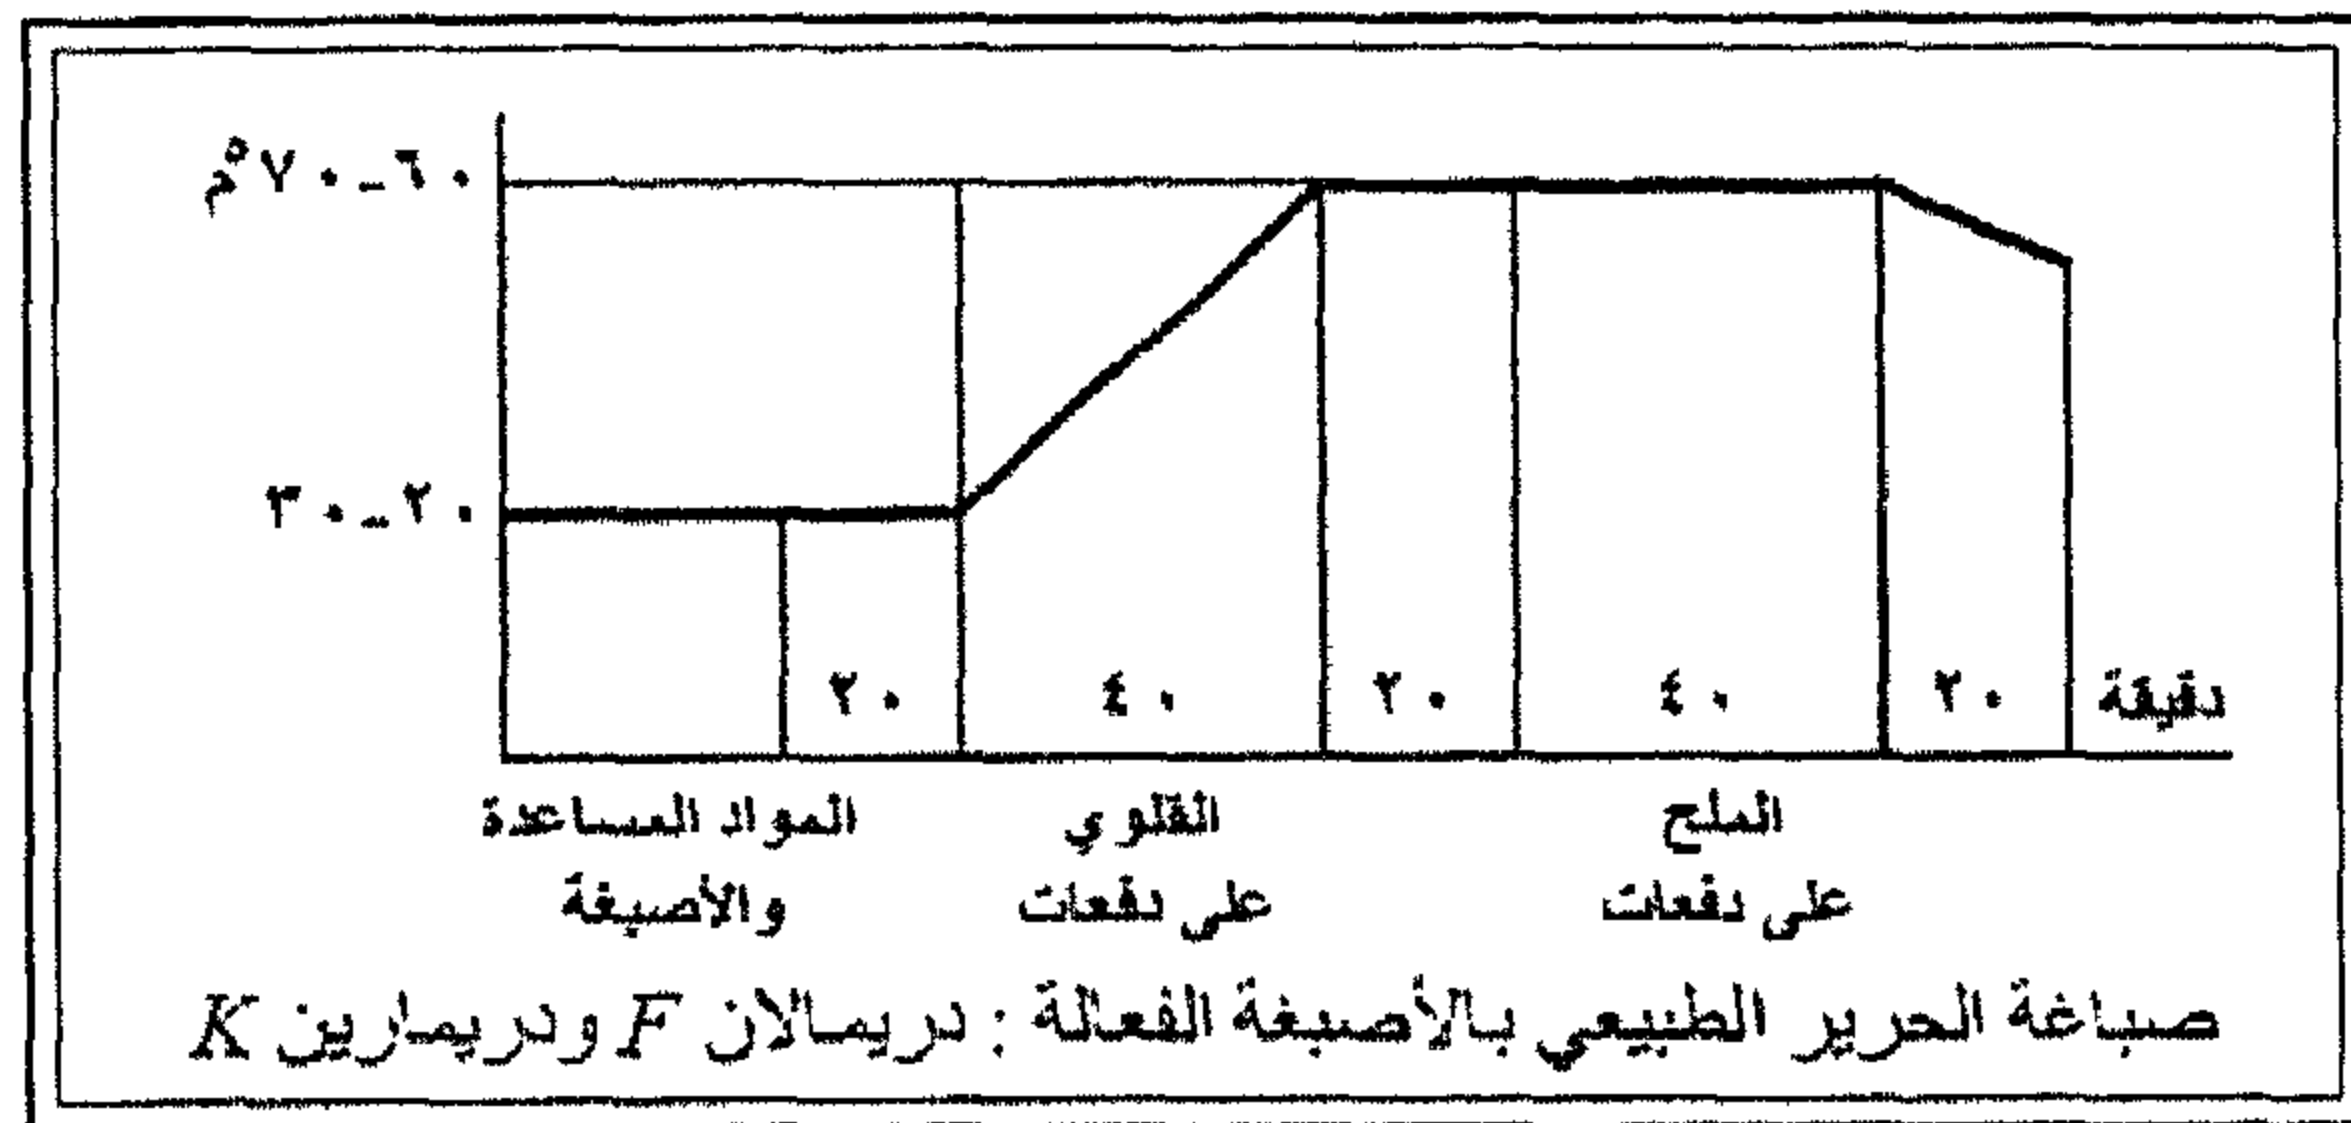 ٦٠-٧٠°م
٢٠-٣٠
٢٠ ٤٠ ٢٠ ٤٠ ٢٠ دقيقة
المواد المساعدة
والأصبغة
القلوي
على دفعات
الملح
على دفعات
صباغة الحرير الطبيعي بالأصبغة الفعالة : دريمالان F ودريمارين K